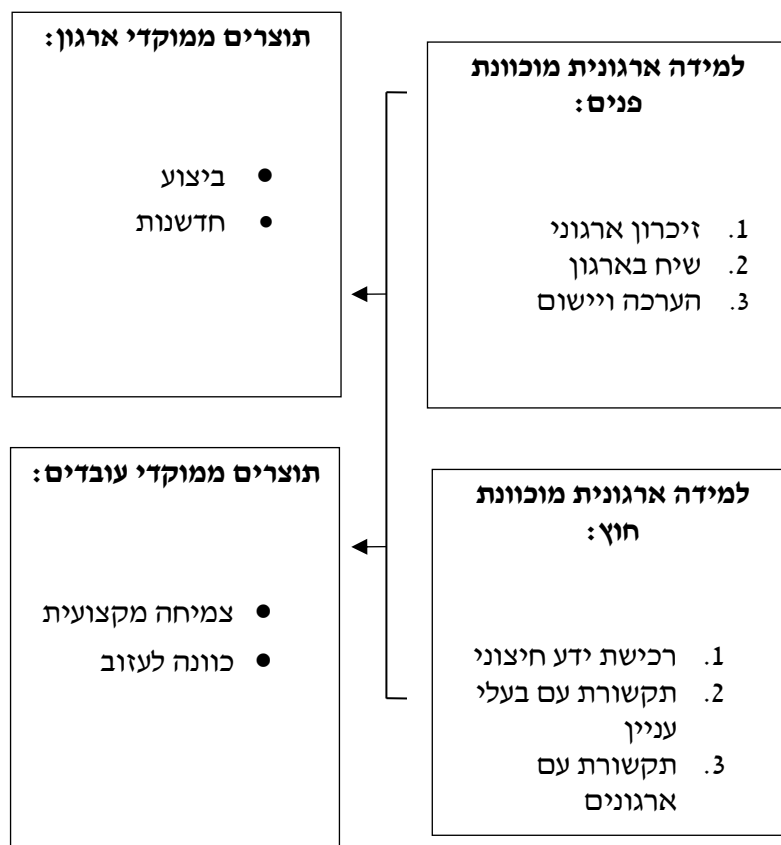 למידה ארגונית מוכוונת
פנים:
1. זיכרון ארגוני
2. שיח בארגון
3. הערכה ויישום
תוצרים ממוקדי ארגון:
● ביצוע
● חדשנות
למידה ארגונית מוכוונת
חוץ:
1. רכישת ידע חיצוני
2. תקשורת עם בעלי
עניין
3. תקשורת עם
ארגונים
תוצרים ממוקדי עובדים:
● צמיחה מקצועית
● כוונה לעזוב